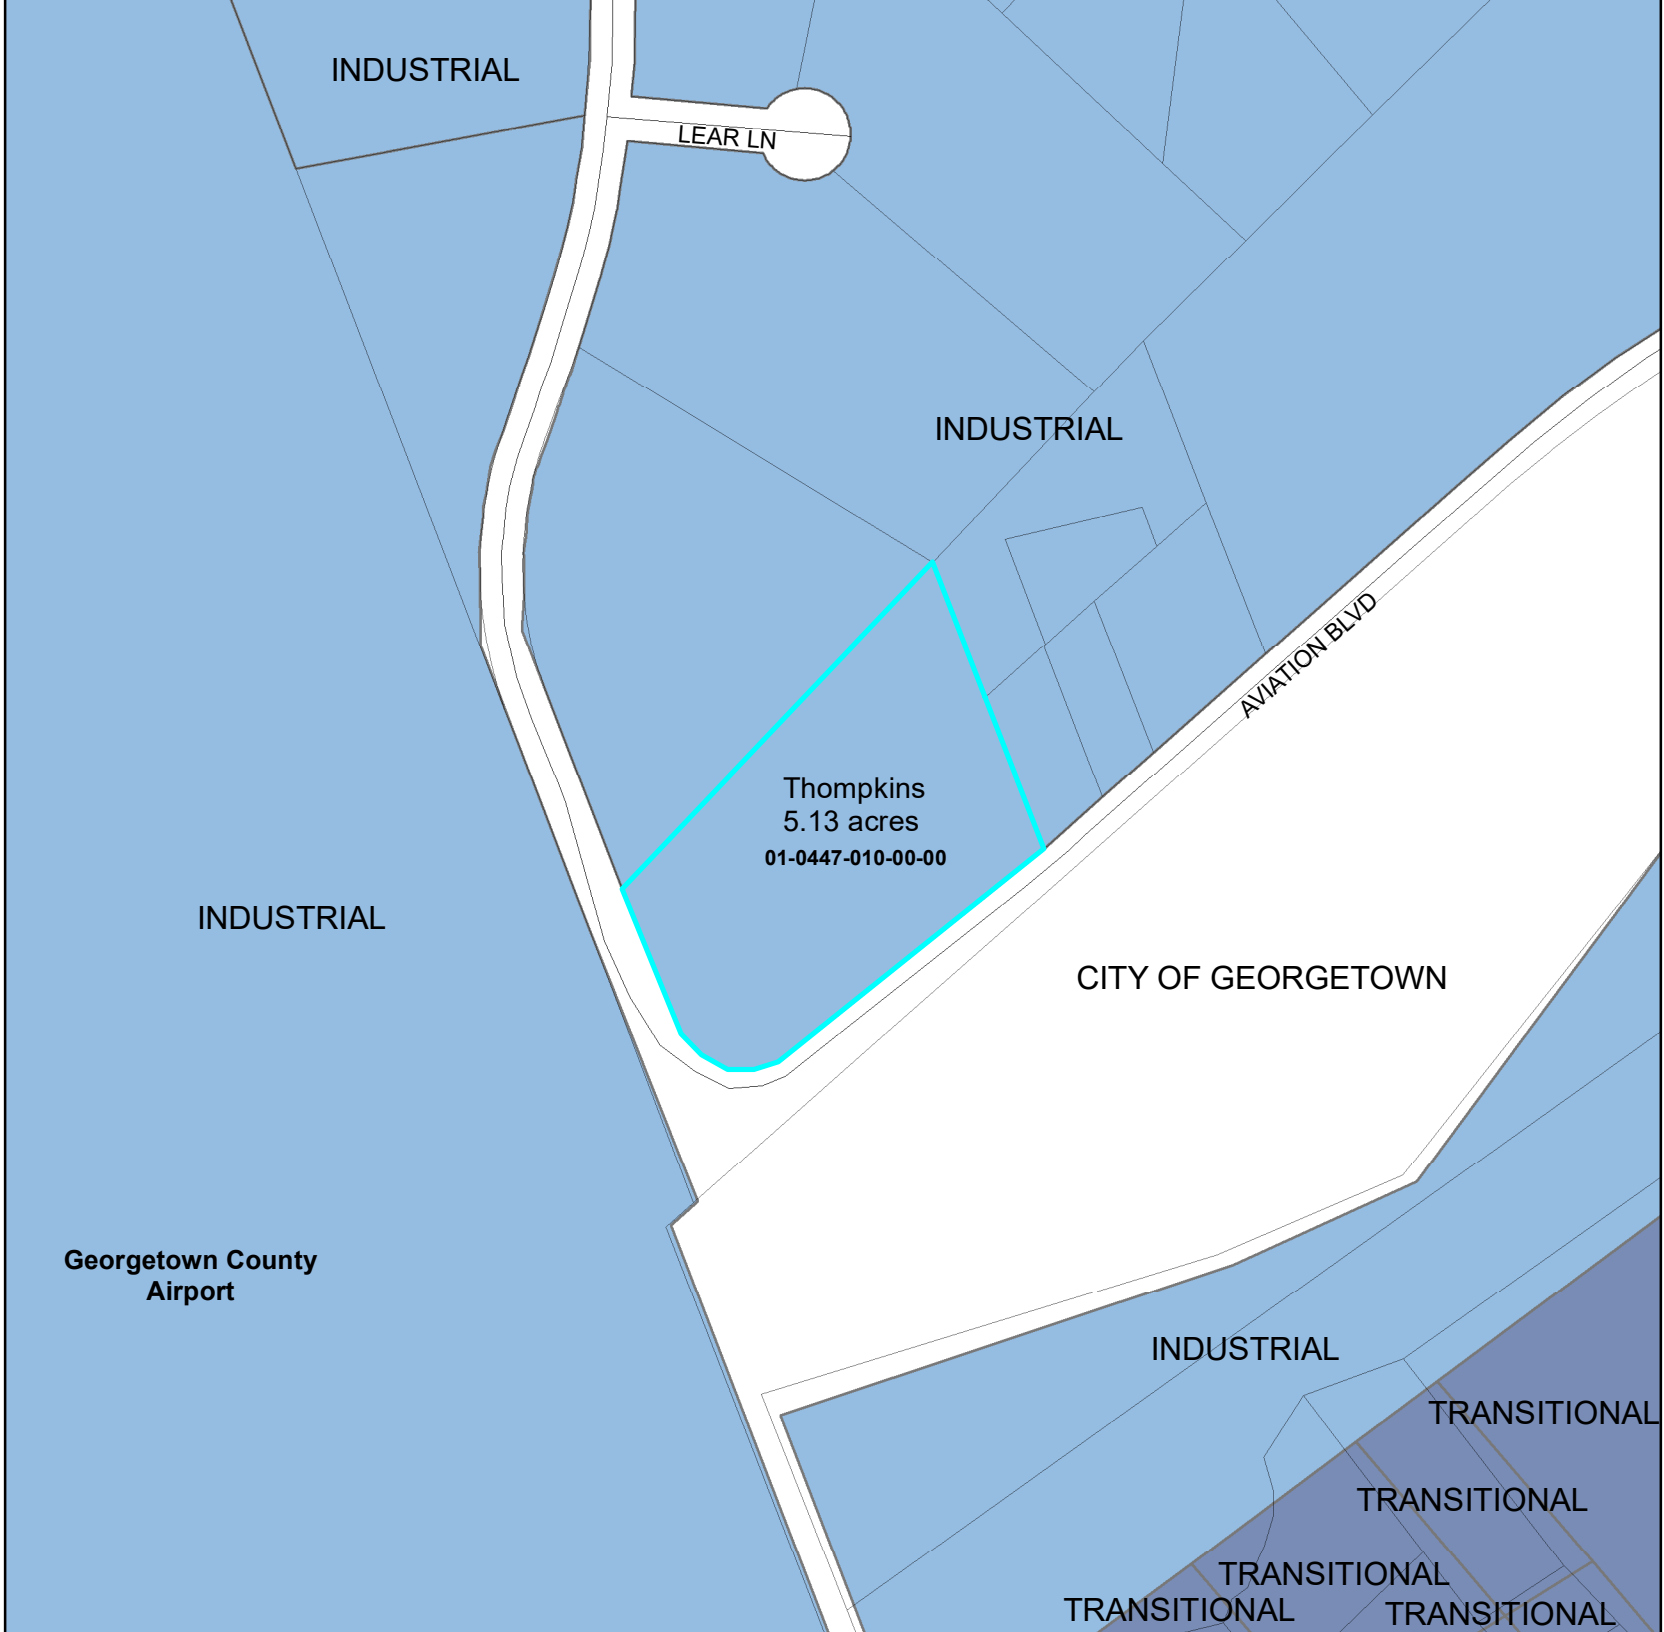 INDUSTRIAL
LEAR LN
INDUSTRIAL
AVIATION BLVD
Thompkins
5.13 acres
01-0447-010-00-00
INDUSTRIAL
CITY OF GEORGETOWN
Georgetown County
Airport
INDUSTRIAL
TRANSITIONAL
TRANSITIONAL
TRANSITIONAL
TRANSITIONAL
TRANSITIONAL